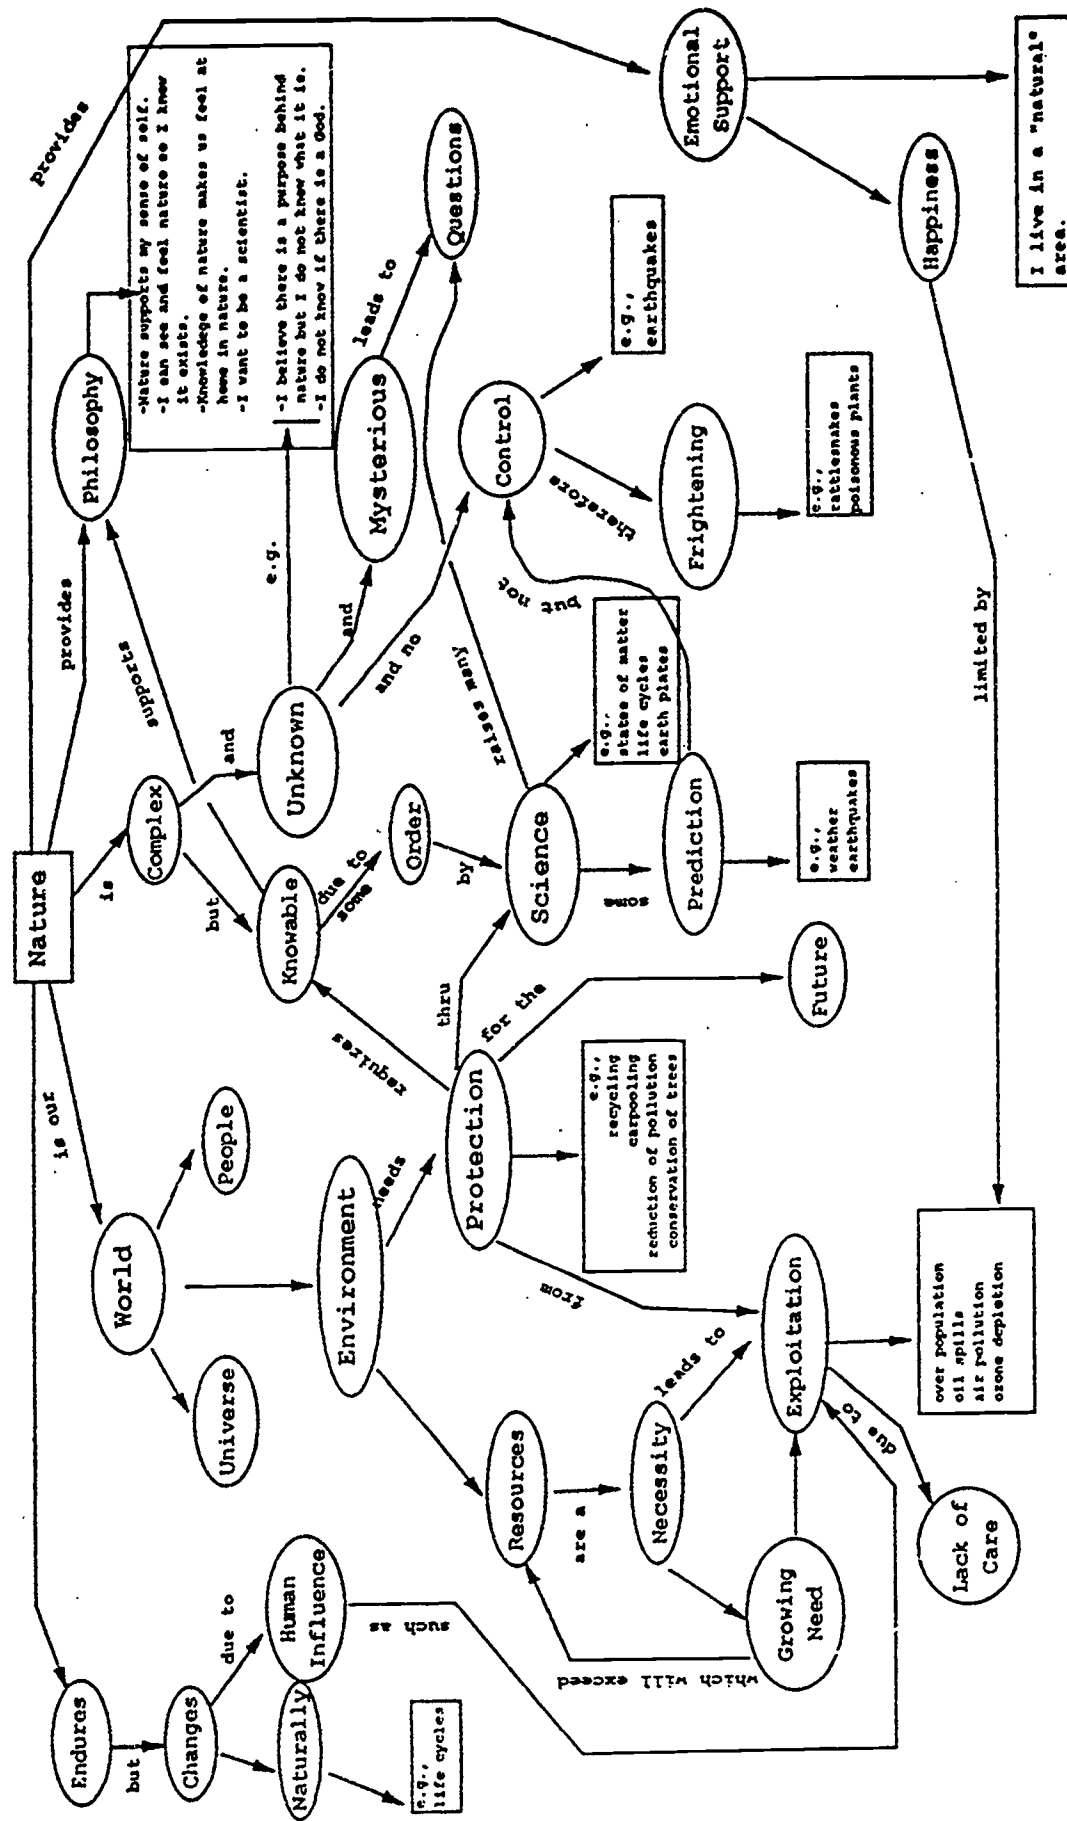 Nature
provides
provides
is
is our
Endures
but
Changes
due to
Naturally
Human
Influence
such as
e.g.,
life cycles
World
Universe
People
Environment
needs
Resources
are a
Necessity
leads to
Growing
Need
which will exceed
Exploitation
due to
Lack of
Care
over population
oil spills
air pollution
ozone depletion
Protection
from
requires
thru
for the
Future
e.g.,
recycling
carpooling
reduction of pollution
conservation of trees
Complex
but
and
Knowable
supports
due to
some
Order
by
Science
some
raises many
e.g.,
states of matter
life cycles
earth plates
Prediction
but not
e.g.,
weather
earthquakes
Unknown
e.g.
and
and no
Mysterious
leads to
Questions
Control
therefore
e.g.,
earthquakes
Frightening
e.g.,
rattlesnakes
poisonous plants
Philosophy
-Nature supports my sense of self.
-I can see and feel nature so I know
it exists.
-Knowledege of nature makes us feel at
home in nature.
-I want to be a scientist.
-I believe there is a purpose behind
nature but I do not know what it is.
-I do not know if there is a God.
Emotional
Support
Happiness
limited by
I live in a "natural"
area.